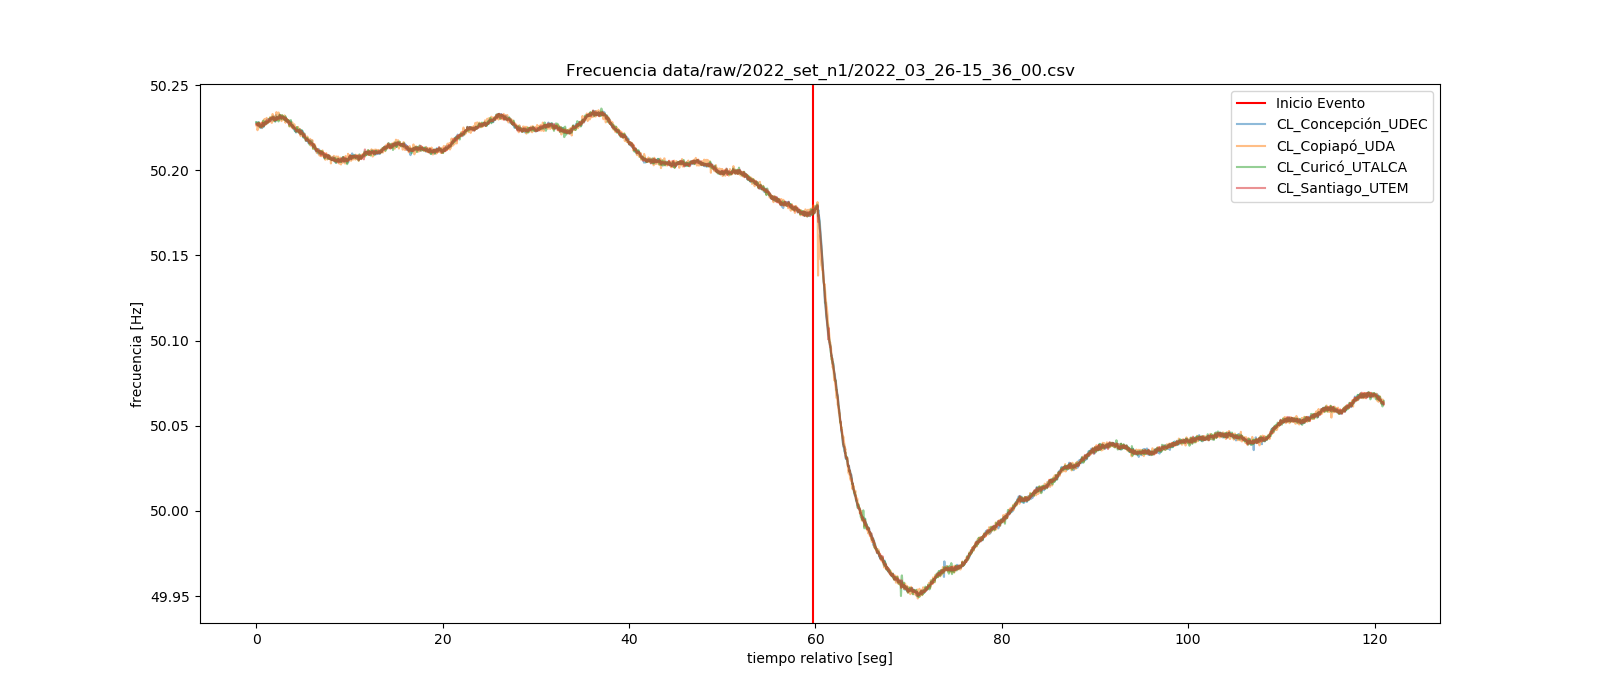 Frecuencia data/raw/2022_set_n1/2022_03_26-15_36_00.csv
50.25
50.20
50.15
50.10
50.05
50.00
49.95
frecuencia [Hz]
Inicio Evento
CL_Concepción_UDEC
CL_Copiapó_UDA
CL_Curicó_UTALCA
CL_Santiago_UTEM
0 20 40 60 80 100 120
tiempo relativo [seg]